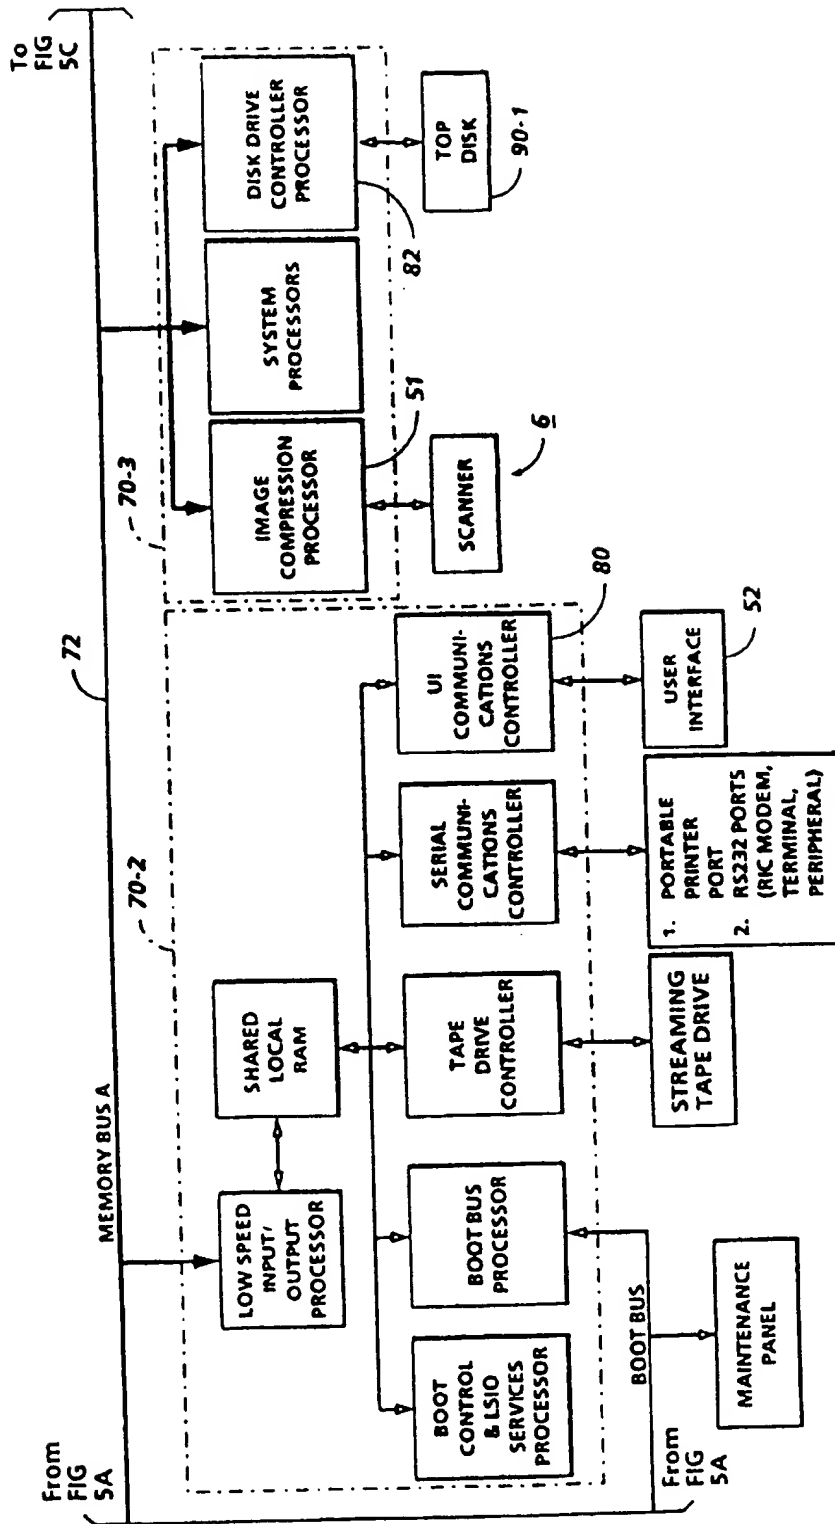 From
FIG
5A
MEMORY BUS A
72
To
FIG
5C
70-2
70-3
LOW SPEED
INPUT/
OUTPUT
PROCESSOR
SHARED
LOCAL
RAM
IMAGE
COMPRESSION
PROCESSOR
51
SYSTEM
PROCESSORS
DISK DRIVE
CONTROLLER
PROCESSOR
82
BOOT
CONTROL
& LSIO
SERVICES
PROCESSOR
BOOT BUS
PROCESSOR
TAPE
DRIVE
CONTROLLER
SERIAL
COMMUNI-
CATIONS
CONTROLLER
UI
COMMUNI-
CATIONS
CONTROLLER
80
SCANNER
6
TOP
DISK
90-1
From
FIG
5A
BOOT BUS
MAINTENANCE
PANEL
STREAMING
TAPE DRIVE
1. PORTABLE
PRINTER
PORT
2. RS232 PORTS
(RIC MODEM,
TERMINAL,
PERIPHERAL)
USER
INTERFACE
52